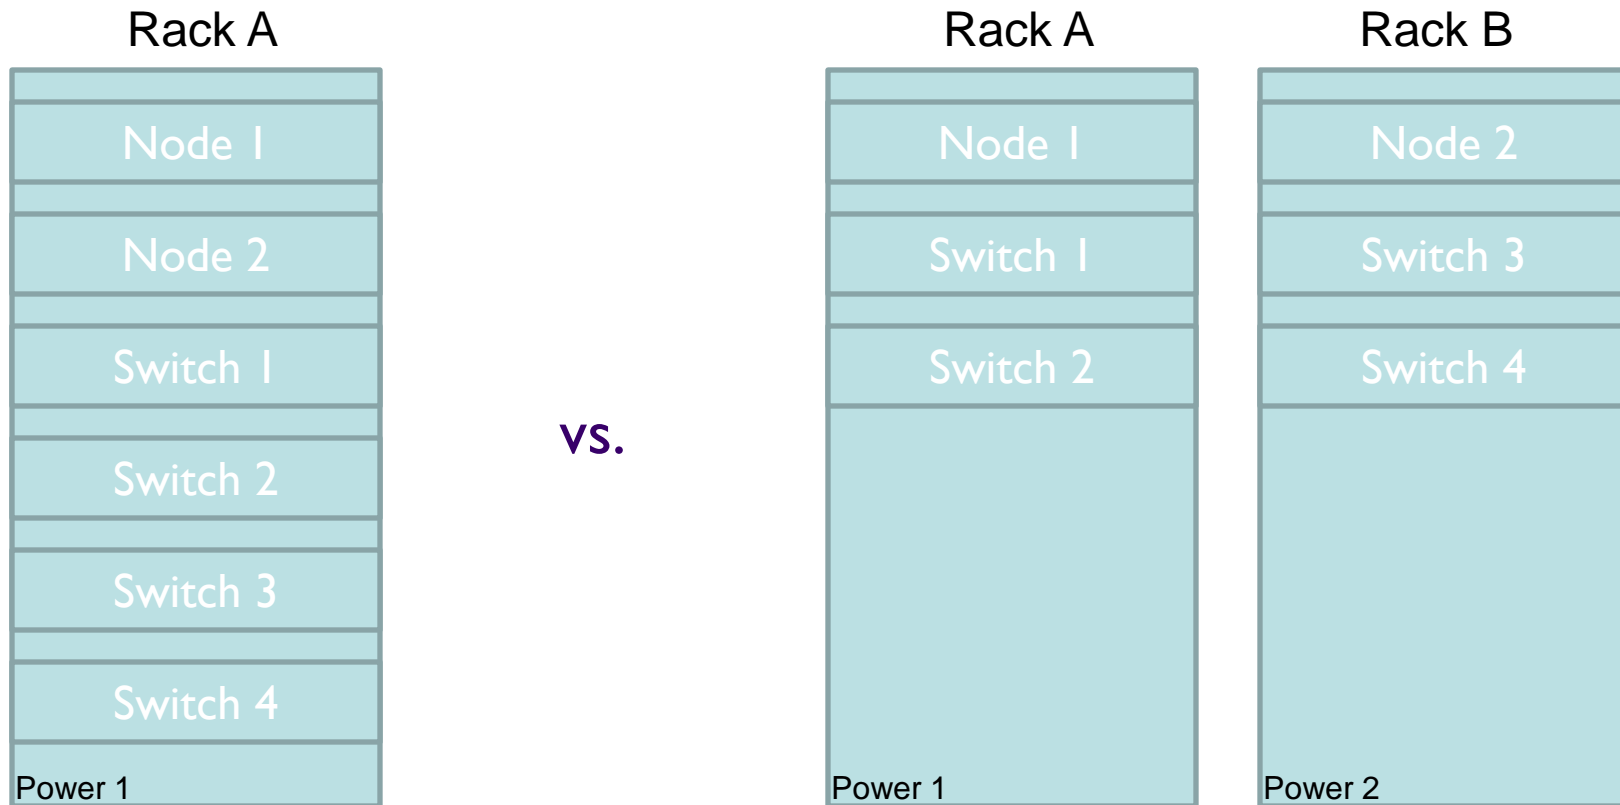 Rack A
Node 1
Node 2
Switch 1
Switch 2
Switch 3
Switch 4
Power 1
vs.
Rack A
Node 1
Switch 1
Switch 2
Power 1
Rack B
Node 2
Switch 3
Switch 4
Power 2